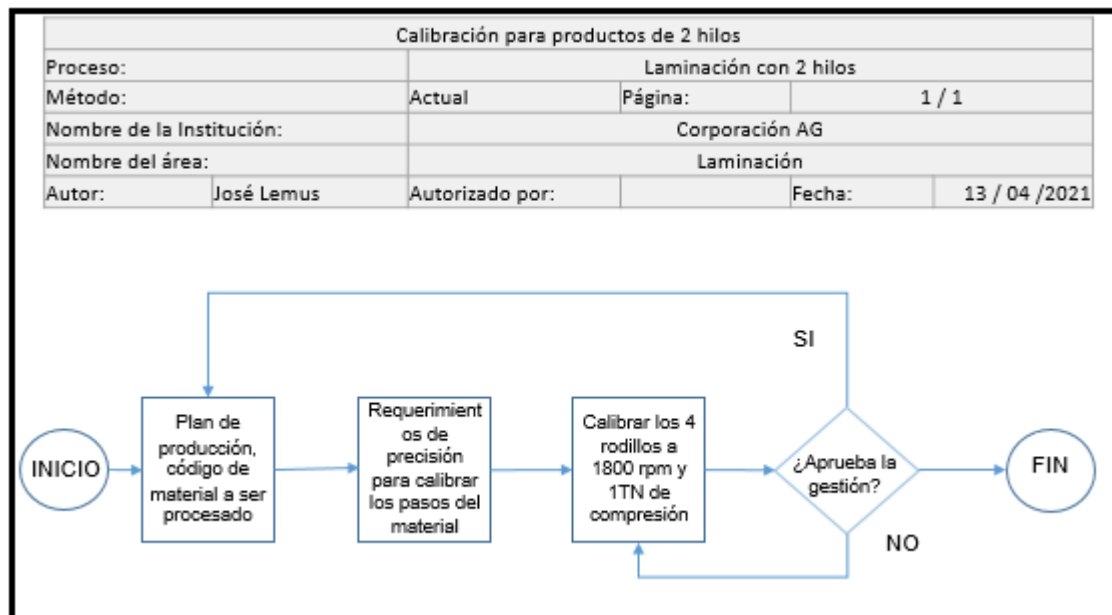 Calibración para productos de 2 hilos
Proceso: Laminación con 2 hilos
Método: Actual Página: 1 / 1
Nombre de la Institución: Corporación AG
Nombre del área: Laminación
Autor: José Lemus Autorizado por: Fecha: 13 / 04 /2021
SI
INICIO
Plan de
producción,
código de
material a ser
procesado
Requerimient
os de
precisión
para calibrar
los pasos del
material
Calibrar los 4
rodillos a
1800 rpm y
1TN de
compresión
¿Aprueba la
gestión?
FIN
NO